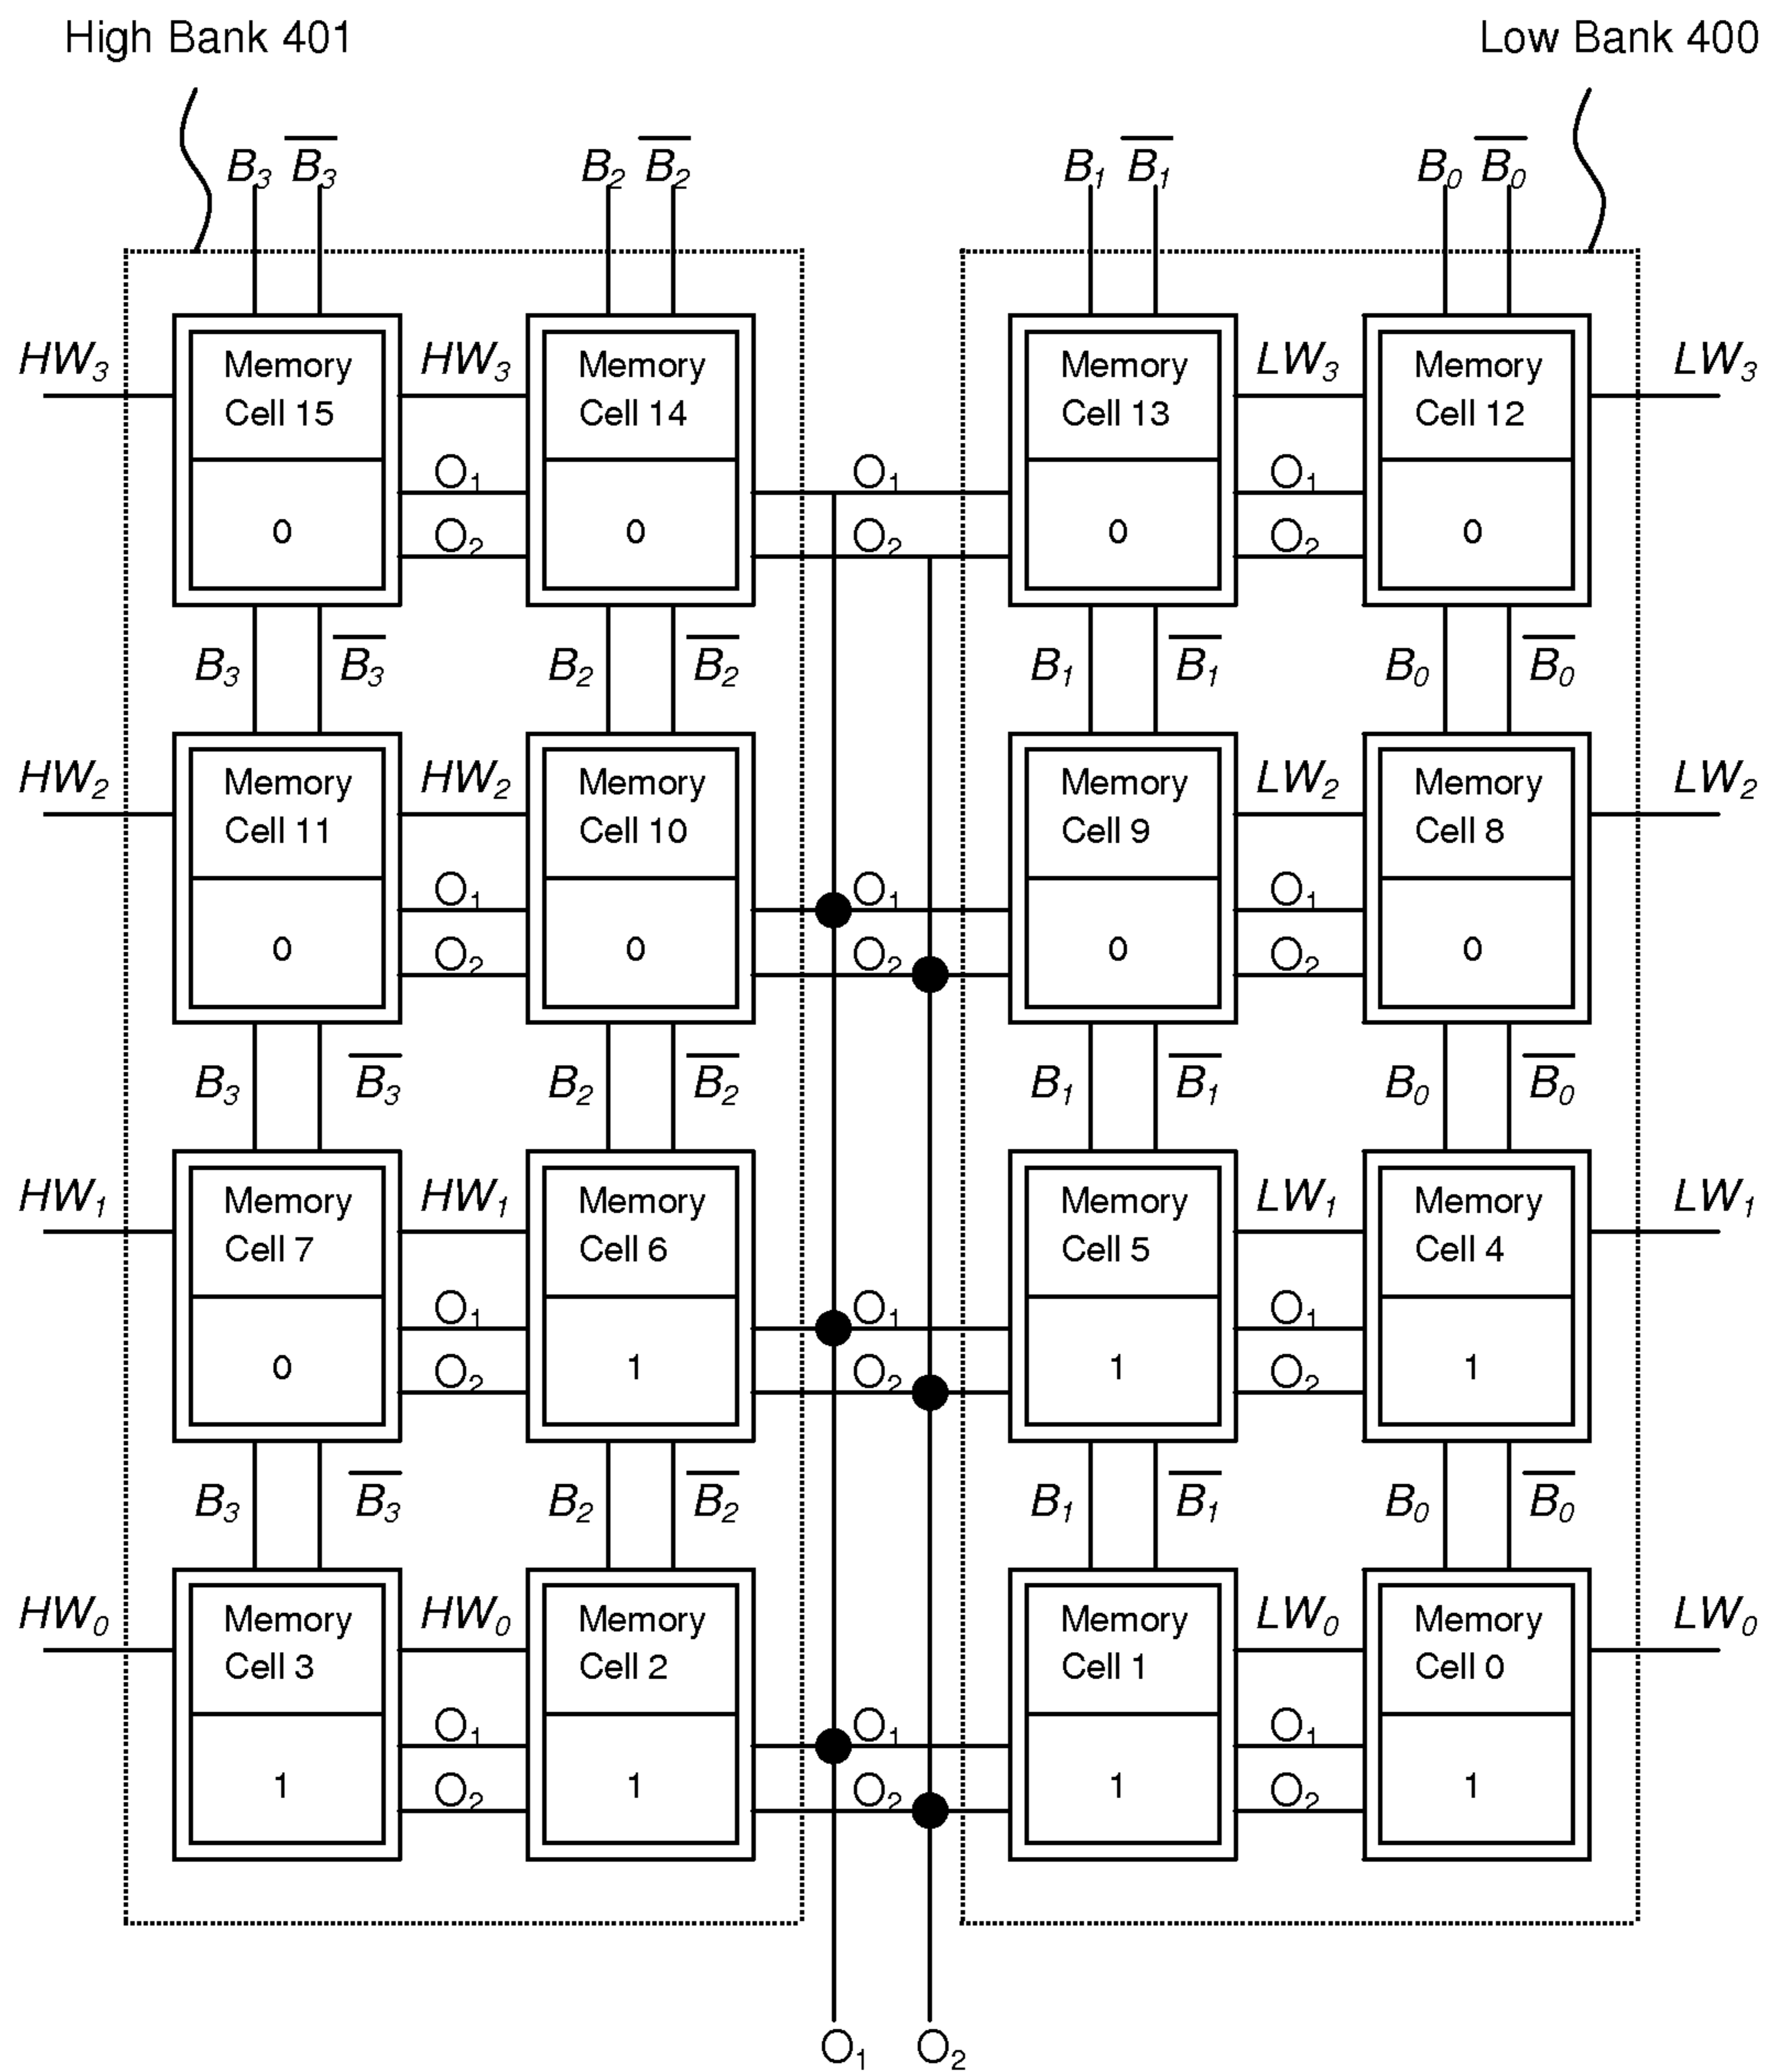 High Bank 401 Low Bank 400
B₃ B̅₃ B₂ B̅₂ B₁ B̅₁ B₀ B̅₀
HW₃ Memory HW₃ Memory Memory LW₃ Memory LW₃
Cell 15 Cell 14 Cell 13 Cell 12
O₁ O₁ O₁
0 0 0 0
O₂ O₂ O₂
B₃ B̅₃ B₂ B̅₂ B₁ B̅₁ B₀ B̅₀
HW₂ Memory HW₂ Memory Memory LW₂ Memory LW₂
Cell 11 Cell 10 Cell 9 Cell 8
O₁ O₁ O₁
0 0 0 0
O₂ O₂ O₂
B₃ B̅₃ B₂ B̅₂ B₁ B̅₁ B₀ B̅₀
HW₁ Memory HW₁ Memory Memory LW₁ Memory LW₁
Cell 7 Cell 6 Cell 5 Cell 4
O₁ O₁ O₁
0 1 1 1
O₂ O₂ O₂
B₃ B̅₃ B₂ B̅₂ B₁ B̅₁ B₀ B̅₀
HW₀ Memory HW₀ Memory Memory LW₀ Memory LW₀
Cell 3 Cell 2 Cell 1 Cell 0
O₁ O₁ O₁
1 1 1 1
O₂ O₂ O₂
O₁ O₂